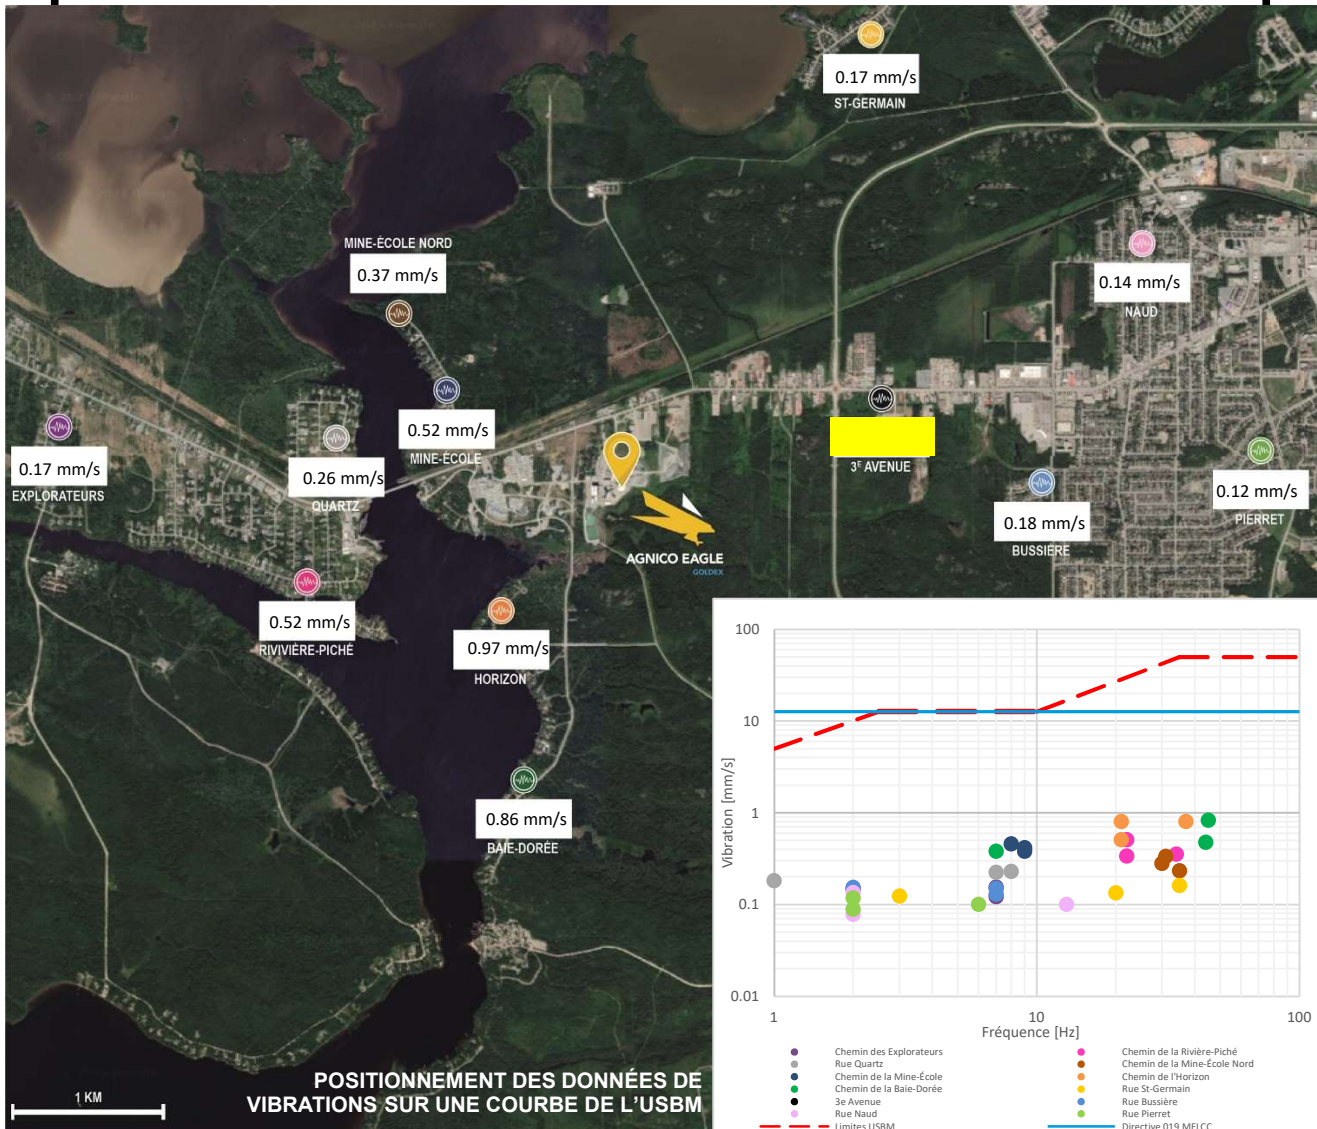 0.17 mm/s
ST-GERMAIN
MINE-ÉCOLE NORD
0.37 mm/s
0.14 mm/s
NAUD
0.52 mm/s
MINE-ÉCOLE
0.17 mm/s
EXPLORATEURS
0.26 mm/s
QUARTZ
3E AVENUE
0.12 mm/s
PIERRET
0.18 mm/s
BUSSIÈRE
AGNICO EAGLE
GOLDEX
0.52 mm/s
RIVIVIÈRE-PICHÉ
0.97 mm/s
HORIZON
0.86 mm/s
BAIE-DORÉE
1 KM
POSITIONNEMENT DES DONNÉES DE
VIBRATIONS SUR UNE COURBE DE L'USBM
100
10
1
0.1
0.01
Vibration [mm/s]
1
10
100
Fréquence [Hz]
Chemin des Explorateurs
Chemin de la Rivière-Piché
Rue Quartz
Chemin de la Mine-École Nord
Chemin de la Mine-École
Chemin de l'Horizon
Chemin de la Baie-Dorée
Rue St-Germain
3e Avenue
Rue Bussière
Rue Naud
Rue Pierret
Limites USBM
Directive 019 MELCC